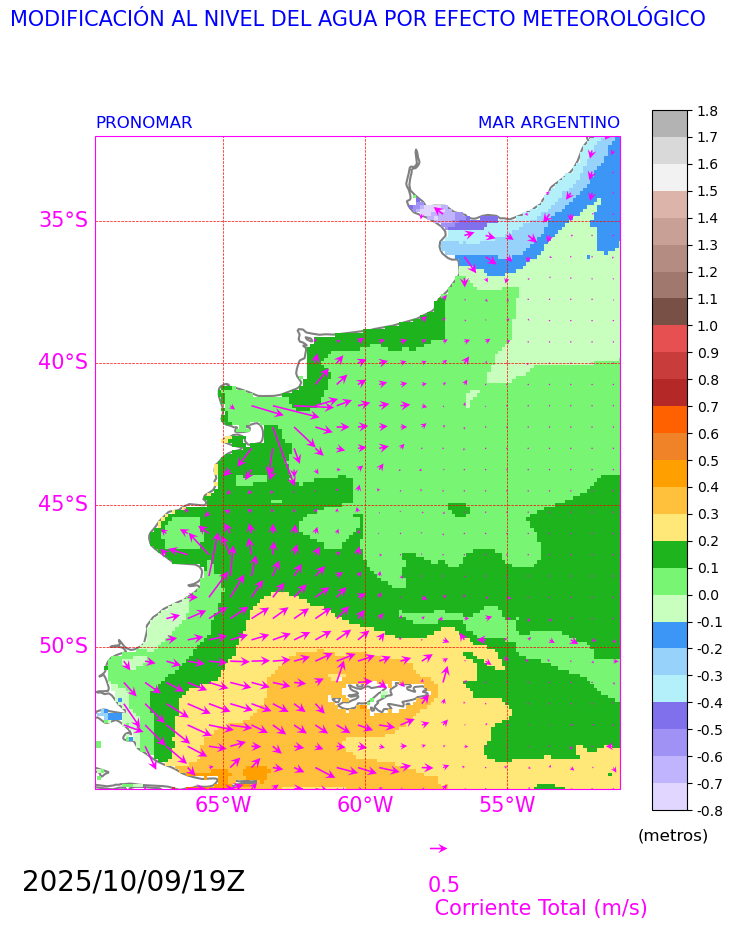 MODIFICACIÓN AL NIVEL DEL AGUA POR EFECTO METEOROLÓGICO
PRONOMAR MAR ARGENTINO
35°S
40°S
45°S
50°S
65°W 60°W 55°W
1.8
1.7
1.6
1.5
1.4
1.3
1.2
1.1
1.0
0.9
0.8
0.7
0.6
0.5
0.4
0.3
0.2
0.1
0.0
-0.1
-0.2
-0.3
-0.4
-0.5
-0.6
-0.7
-0.8
(metros)
2025/10/09/19Z
0.5
Corriente Total (m/s)